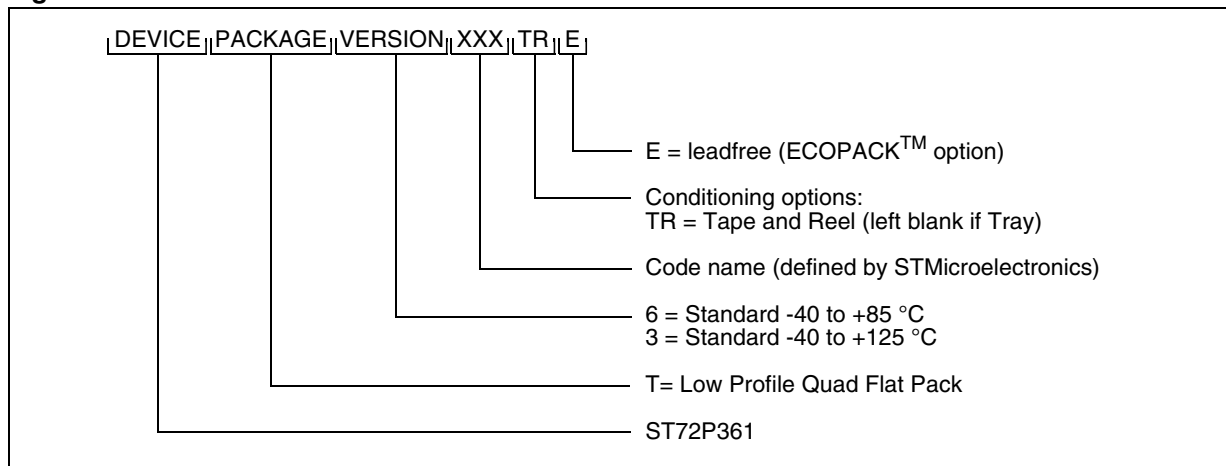 DEVICE PACKAGE VERSION XXX TR E
E = leadfree (ECOPACK™ option)
Conditioning options:
TR = Tape and Reel (left blank if Tray)
Code name (defined by STMicroelectronics)
6 = Standard -40 to +85 °C
3 = Standard -40 to +125 °C
T= Low Profile Quad Flat Pack
ST72P361